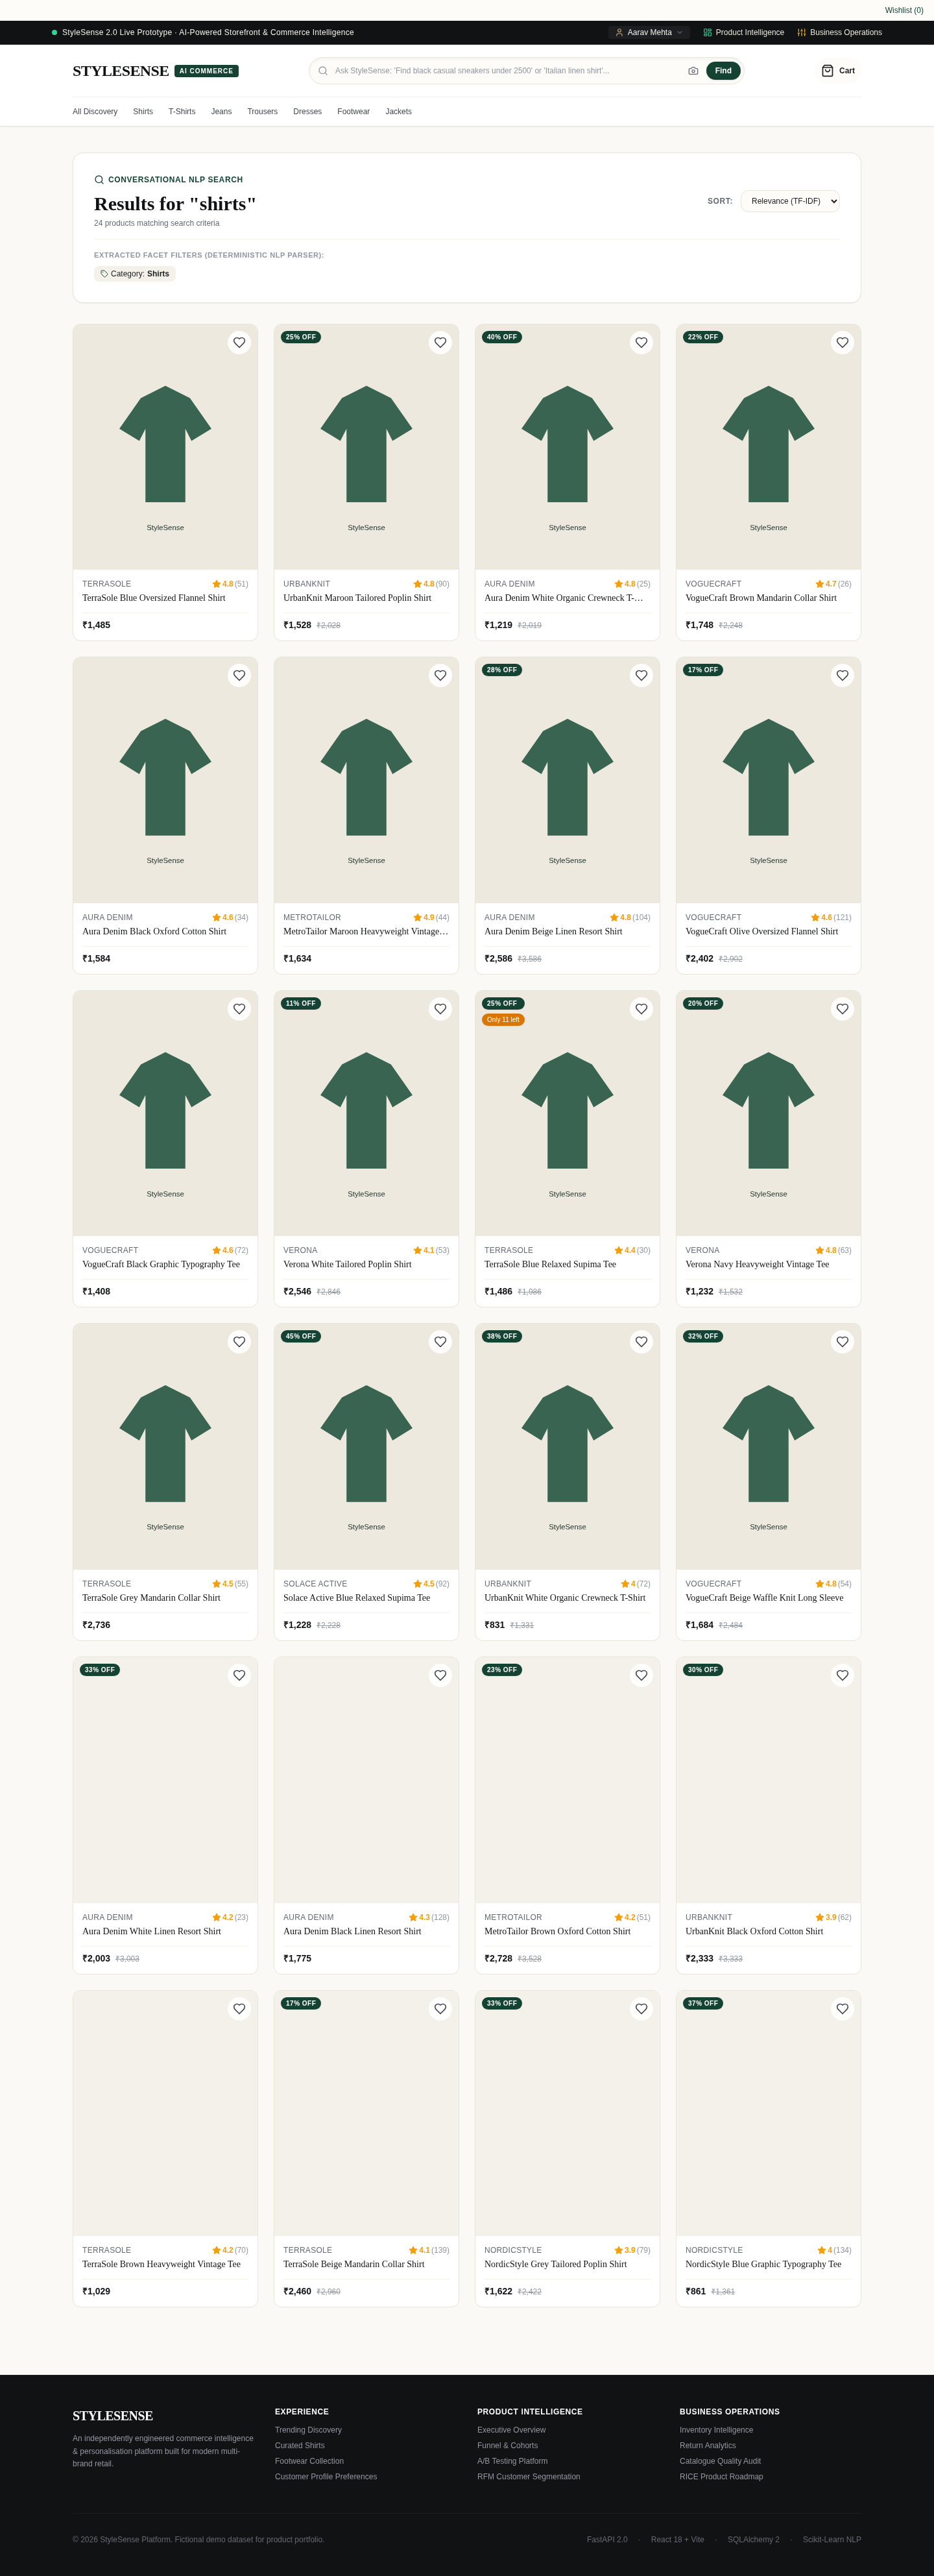 Wishlist (0)
StyleSense 2.0 Live Prototype · AI-Powered Storefront & Commerce Intelligence
Aarav Mehta
Product Intelligence
Business Operations
STYLESENSE
AI COMMERCE
Ask StyleSense: 'Find black casual sneakers under 2500' or 'Italian linen shirt'...
Find
Cart
All Discovery
Shirts
T-Shirts
Jeans
Trousers
Dresses
Footwear
Jackets
CONVERSATIONAL NLP SEARCH
Results for "shirts"
24 products matching search criteria
SORT:
Relevance (TF-IDF)
EXTRACTED FACET FILTERS (DETERMINISTIC NLP PARSER):
Category: Shirts
StyleSense
TERRASOLE
4.8 (51)
TerraSole Blue Oversized Flannel Shirt
₹1,485
25% OFF
StyleSense
URBANKNIT
4.8 (90)
UrbanKnit Maroon Tailored Poplin Shirt
₹1,528 ₹2,028
40% OFF
StyleSense
AURA DENIM
4.8 (25)
Aura Denim White Organic Crewneck T-...
₹1,219 ₹2,019
22% OFF
StyleSense
VOGUECRAFT
4.7 (26)
VogueCraft Brown Mandarin Collar Shirt
₹1,748 ₹2,248
StyleSense
AURA DENIM
4.6 (34)
Aura Denim Black Oxford Cotton Shirt
₹1,584
StyleSense
METROTAILOR
4.9 (44)
MetroTailor Maroon Heavyweight Vintage...
₹1,634
28% OFF
StyleSense
AURA DENIM
4.8 (104)
Aura Denim Beige Linen Resort Shirt
₹2,586 ₹3,586
17% OFF
StyleSense
VOGUECRAFT
4.6 (121)
VogueCraft Olive Oversized Flannel Shirt
₹2,402 ₹2,902
StyleSense
VOGUECRAFT
4.6 (72)
VogueCraft Black Graphic Typography Tee
₹1,408
11% OFF
StyleSense
VERONA
4.1 (53)
Verona White Tailored Poplin Shirt
₹2,546 ₹2,846
25% OFF
Only 11 left
StyleSense
TERRASOLE
4.4 (30)
TerraSole Blue Relaxed Supima Tee
₹1,486 ₹1,986
20% OFF
StyleSense
VERONA
4.8 (63)
Verona Navy Heavyweight Vintage Tee
₹1,232 ₹1,532
StyleSense
TERRASOLE
4.5 (55)
TerraSole Grey Mandarin Collar Shirt
₹2,736
45% OFF
StyleSense
SOLACE ACTIVE
4.5 (92)
Solace Active Blue Relaxed Supima Tee
₹1,228 ₹2,228
38% OFF
StyleSense
URBANKNIT
4 (72)
UrbanKnit White Organic Crewneck T-Shirt
₹831 ₹1,331
32% OFF
StyleSense
VOGUECRAFT
4.8 (54)
VogueCraft Beige Waffle Knit Long Sleeve
₹1,684 ₹2,484
33% OFF
AURA DENIM
4.2 (23)
Aura Denim White Linen Resort Shirt
₹2,003 ₹3,003
AURA DENIM
4.3 (128)
Aura Denim Black Linen Resort Shirt
₹1,775
23% OFF
METROTAILOR
4.2 (51)
MetroTailor Brown Oxford Cotton Shirt
₹2,728 ₹3,528
30% OFF
URBANKNIT
3.9 (62)
UrbanKnit Black Oxford Cotton Shirt
₹2,333 ₹3,333
TERRASOLE
4.2 (70)
TerraSole Brown Heavyweight Vintage Tee
₹1,029
17% OFF
TERRASOLE
4.1 (139)
TerraSole Beige Mandarin Collar Shirt
₹2,460 ₹2,960
33% OFF
NORDICSTYLE
3.9 (79)
NordicStyle Grey Tailored Poplin Shirt
₹1,622 ₹2,422
37% OFF
NORDICSTYLE
4 (134)
NordicStyle Blue Graphic Typography Tee
₹861 ₹1,361
STYLESENSE
An independently engineered commerce intelligence
& personalisation platform built for modern multi-
brand retail.
EXPERIENCE
Trending Discovery
Curated Shirts
Footwear Collection
Customer Profile Preferences
PRODUCT INTELLIGENCE
Executive Overview
Funnel & Cohorts
A/B Testing Platform
RFM Customer Segmentation
BUSINESS OPERATIONS
Inventory Intelligence
Return Analytics
Catalogue Quality Audit
RICE Product Roadmap
© 2026 StyleSense Platform. Fictional demo dataset for product portfolio.
FastAPI 2.0 · React 18 + Vite · SQLAlchemy 2 · Scikit-Learn NLP